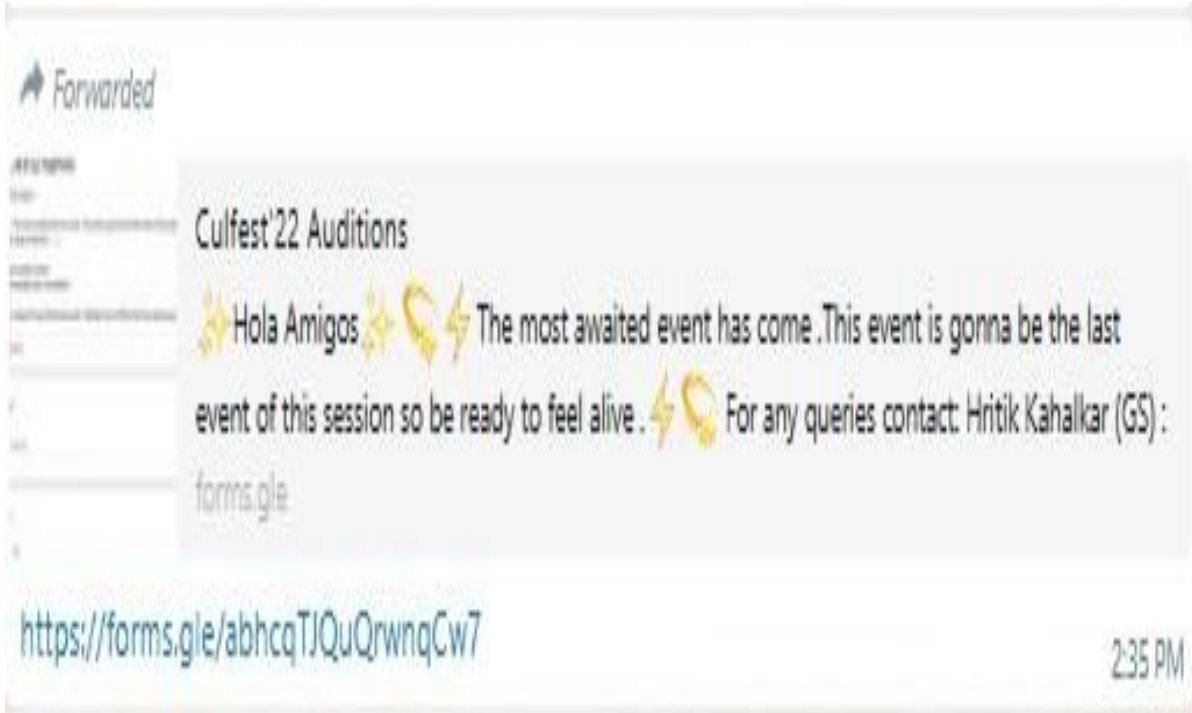 Forwarded
Culfest'22 Auditions
✨Hola Amigos✨💫⚡The most awaited event has come .This event is gonna be the last
event of this session so be ready to feel alive .⚡💫 For any queries contact: Hritik Kahalkar (GS) :
forms.gle
https://forms.gle/abhcqTJQuQrwnqCw7
2:35 PM